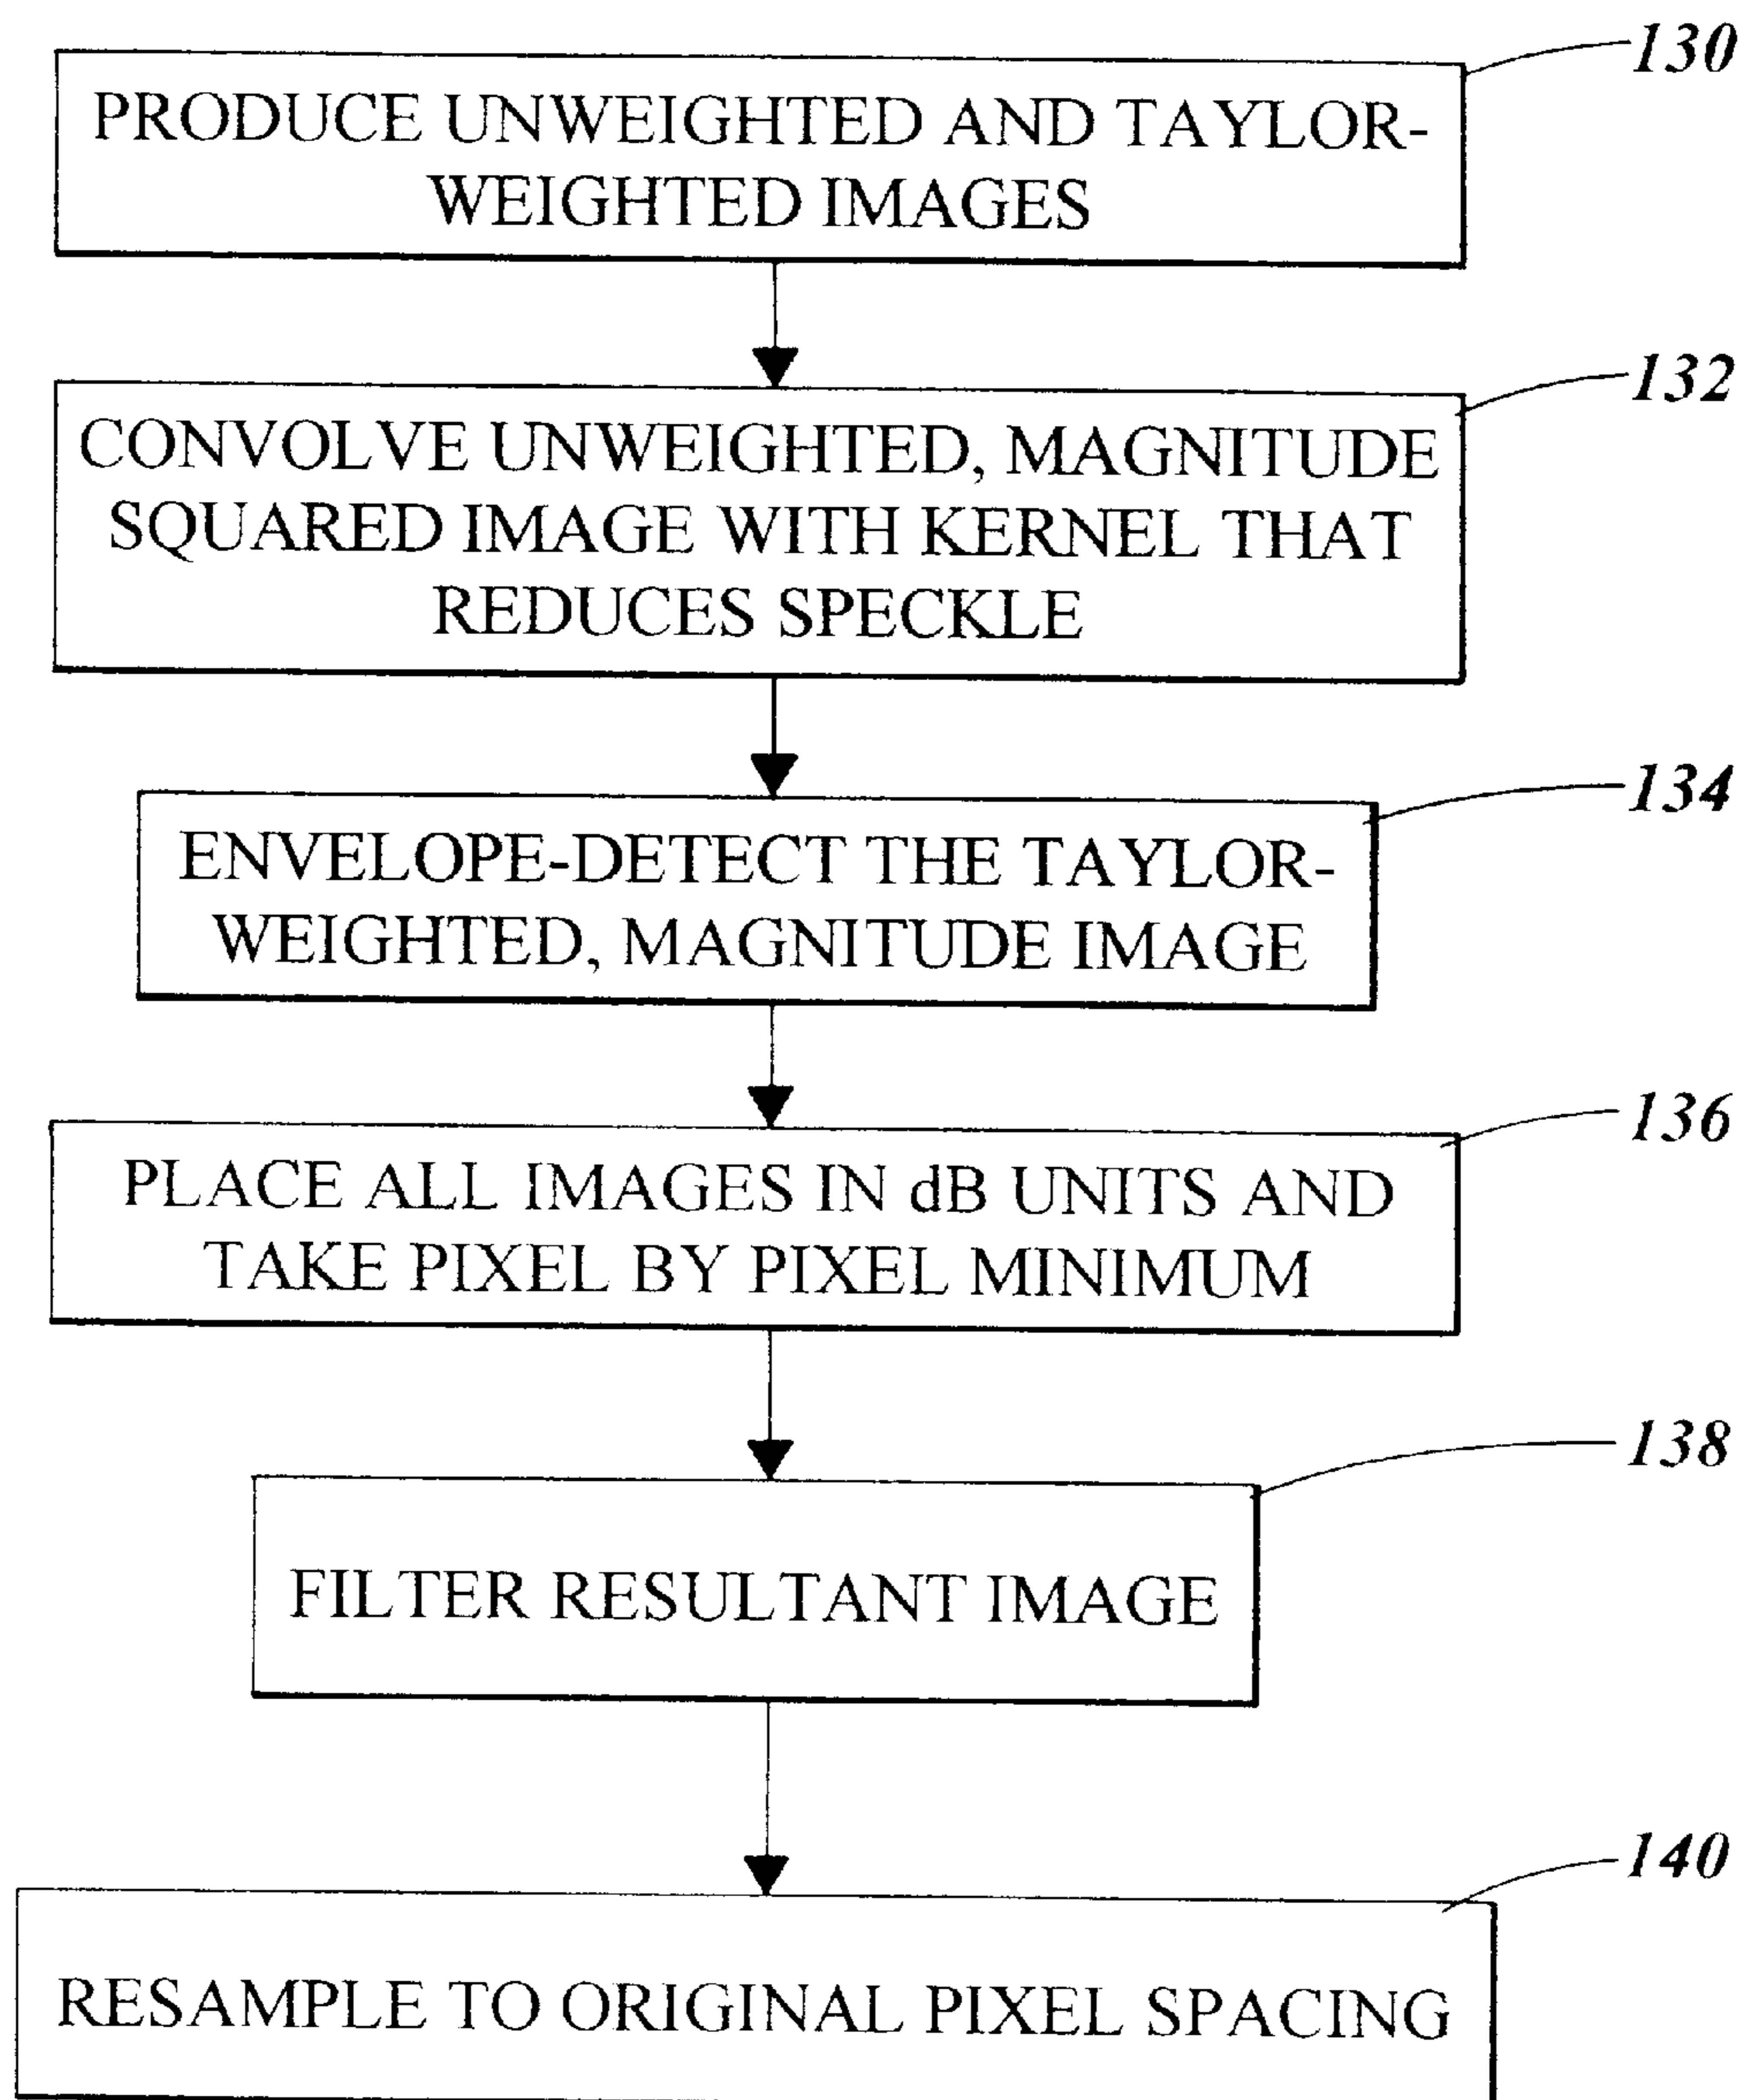 130
PRODUCE UNWEIGHTED AND TAYLOR-
WEIGHTED IMAGES
132
CONVOLVE UNWEIGHTED, MAGNITUDE
SQUARED IMAGE WITH KERNEL THAT
REDUCES SPECKLE
134
ENVELOPE-DETECT THE TAYLOR-
WEIGHTED, MAGNITUDE IMAGE
136
PLACE ALL IMAGES IN dB UNITS AND
TAKE PIXEL BY PIXEL MINIMUM
138
FILTER RESULTANT IMAGE
140
RESAMPLE TO ORIGINAL PIXEL SPACING